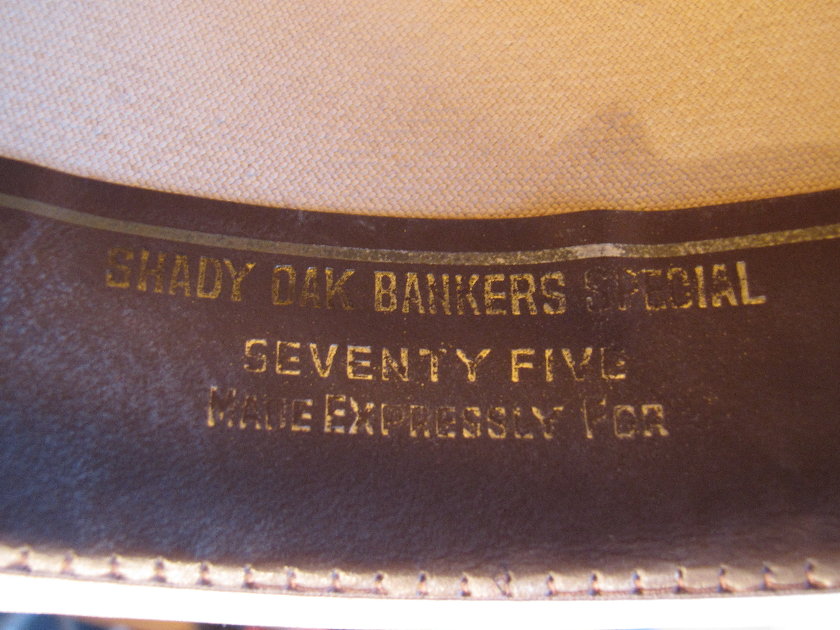 SHADY OAK BANKERS SPECIAL
SEVENTY FIVE
MADE EXPRESSLY FOR